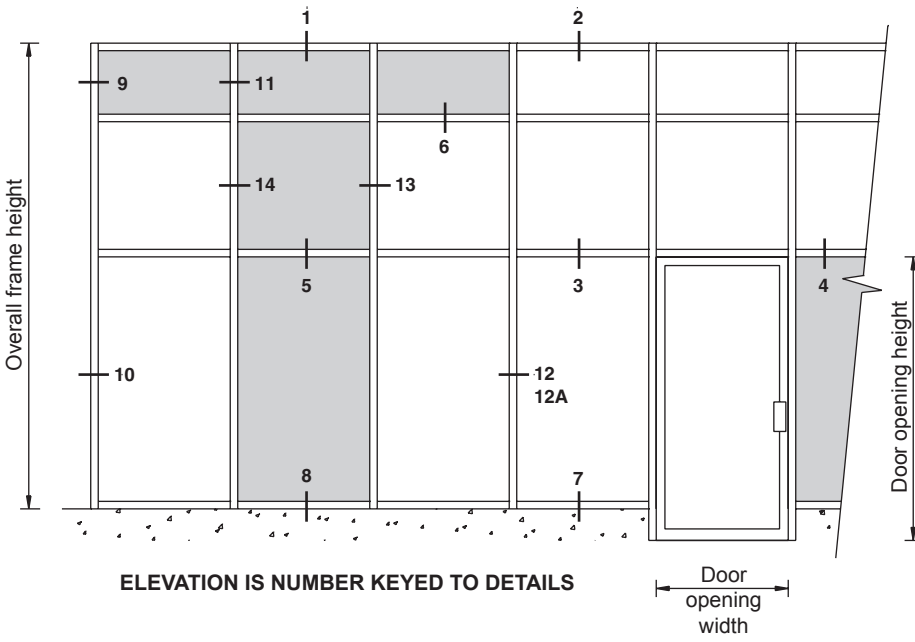 1
2
9
11
6
14
13
5
3
4
10
12
12A
8
7
Overall frame height
Door opening height
ELEVATION IS NUMBER KEYED TO DETAILS
Door
opening
width